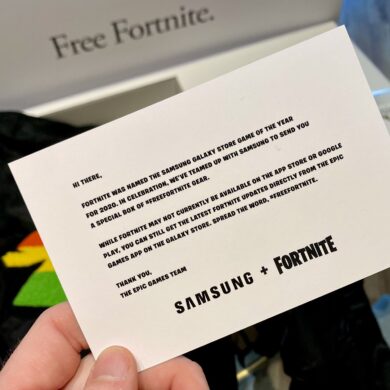 Free Fortnite.
HI THERE,
FORTNITE WAS NAMED THE SAMSUNG GALAXY STORE GAME OF THE YEAR
FOR 2020. IN CELEBRATION, WE'VE TEAMED UP WITH SAMSUNG TO SEND YOU
A SPECIAL BOX OF #FREEFORTNITE GEAR.
WHILE FORTNITE MAY NOT CURRENTLY BE AVAILABLE ON THE APP STORE OR GOOGLE
PLAY, YOU CAN STILL GET THE LATEST FORTNITE UPDATES DIRECTLY FROM THE EPIC
GAMES APP ON THE GALAXY STORE. SPREAD THE WORD. #FREEFORTNITE.
THANK YOU,
THE EPIC GAMES TEAM
SAMSUNG + FORTNITE